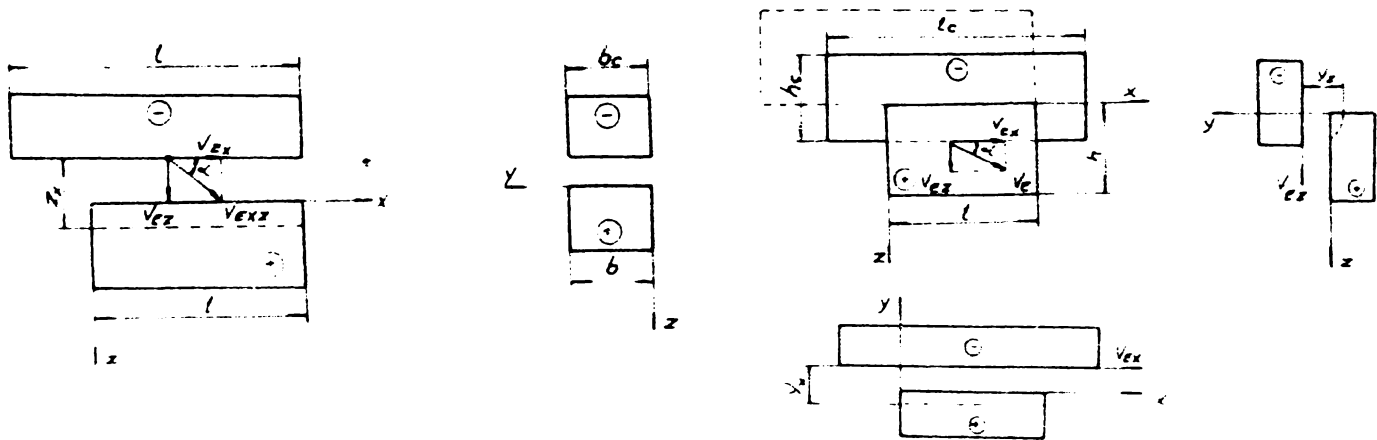 l
⊖
V_ex
α
Z_x
V_ez
V_exz
x
⊕
l
z
b_c
⊖
y
⊕
b
z
l_c
⊖
h_c
x
V_ex
α
h
⊕
V_ez
V_e
l
z
⊖
y_z
y
V_ez
⊕
z
y
⊖
V_ex
y_x
x
⊕